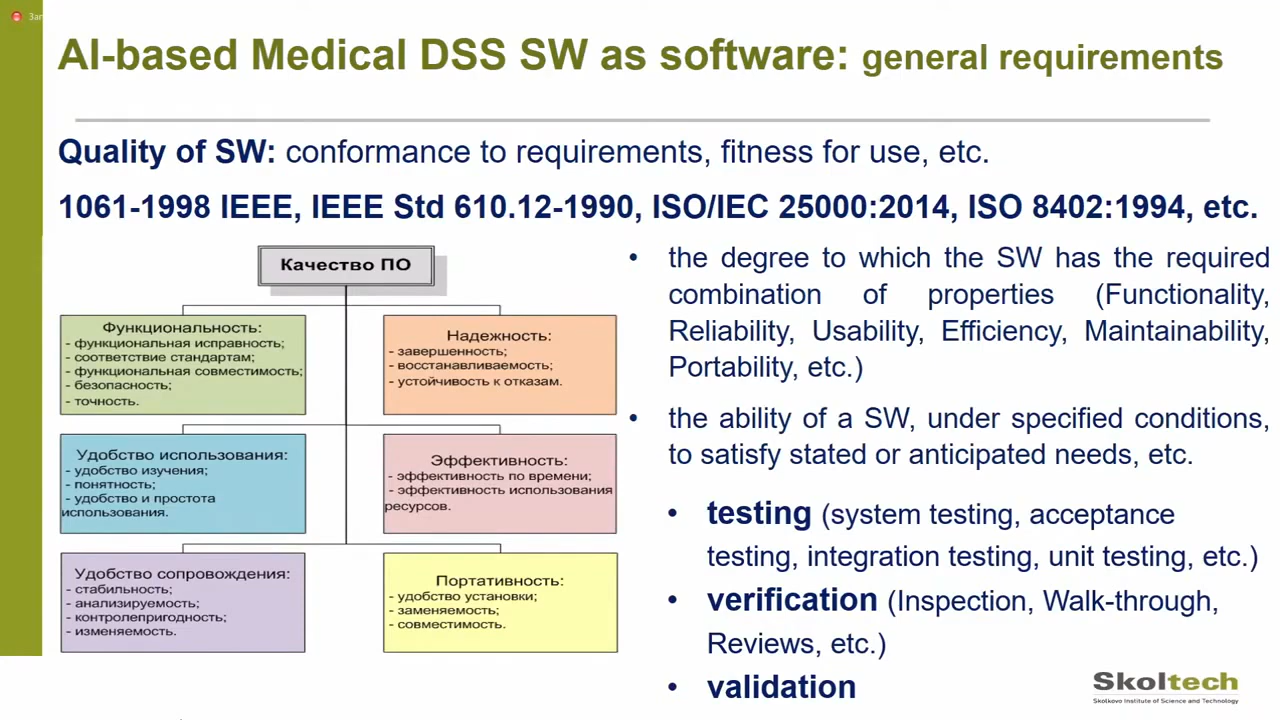 Зап
AI-based Medical DSS SW as software: general requirements
Quality of SW: conformance to requirements, fitness for use, etc.
1061-1998 IEEE, IEEE Std 610.12-1990, ISO/IEC 25000:2014, ISO 8402:1994, etc.
Качество ПО
Функциональность:
- функциональная исправность;
- соответствие стандартам;
- функциональная совместимость;
- безопасность;
- точность.
Надежность:
- завершенность;
- восстанавливаемость;
- устойчивость к отказам.
Удобство использования:
- удобство изучения;
- понятность;
- удобство и простота
использования.
Эффективность:
- эффективность по времени;
- эффективность использования
ресурсов.
Удобство сопровождения:
- стабильность;
- анализируемость;
- контролепригодность;
- изменяемость.
Портативность:
- удобство установки;
- заменяемость;
- совместимость.
• the degree to which the SW has the required
combination of properties (Functionality,
Reliability, Usability, Efficiency, Maintainability,
Portability, etc.)
• the ability of a SW, under specified conditions,
to satisfy stated or anticipated needs, etc.
• testing (system testing, acceptance
testing, integration testing, unit testing, etc.)
• verification (Inspection, Walk-through,
Reviews, etc.)
• validation
Skoltech
Skolkovo Institute of Science and Technology